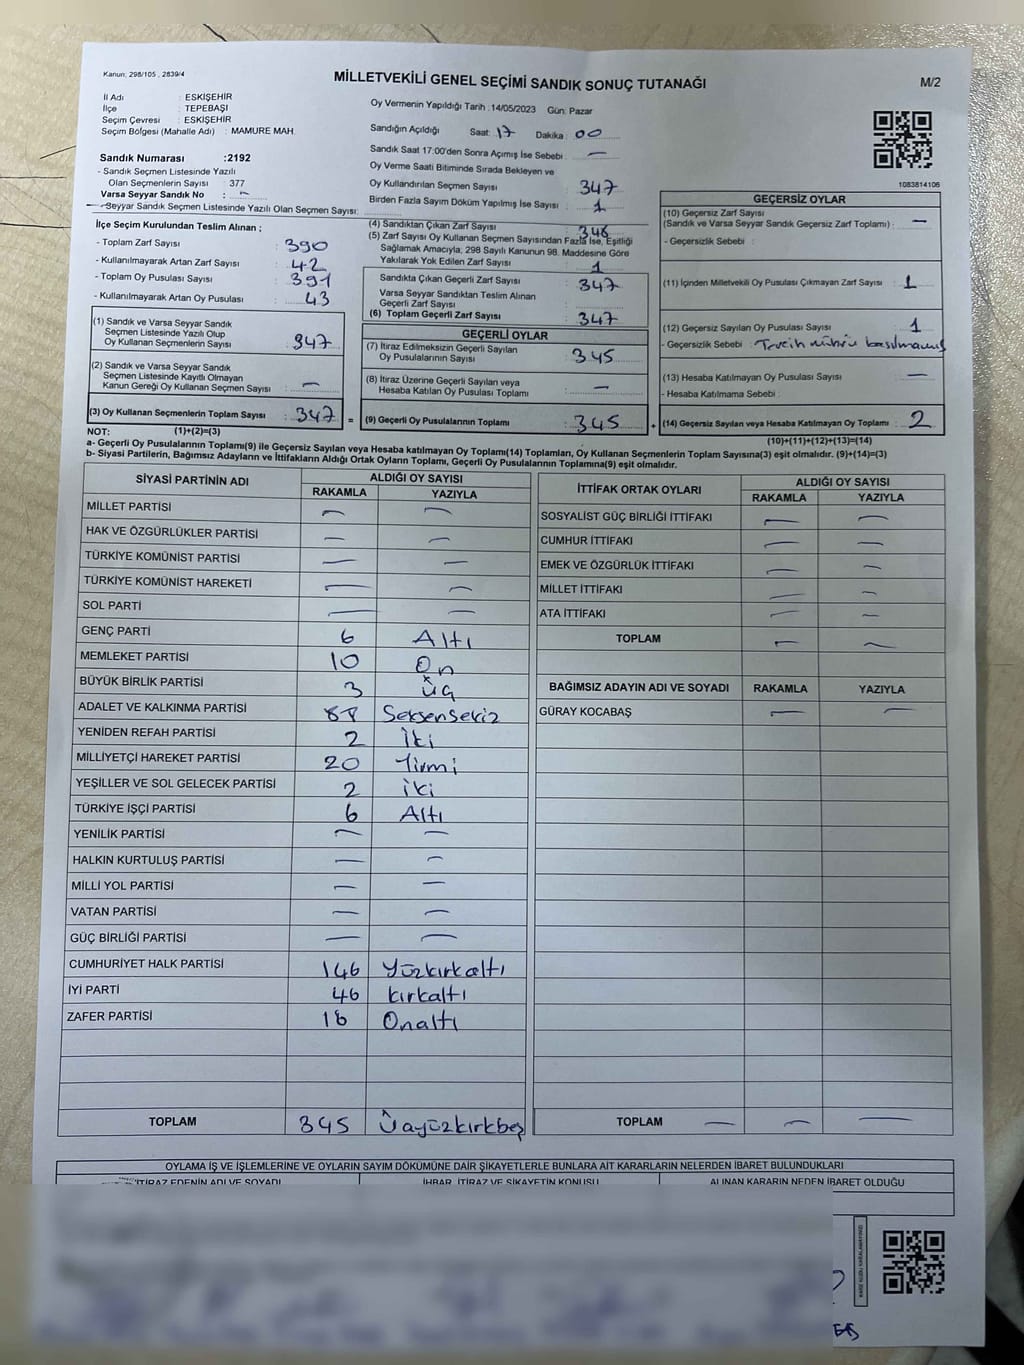 Kanun: 298/105 , 2839/4
MİLLETVEKİLİ GENEL SEÇİMİ SANDIK SONUÇ TUTANAĞI
M/2
İl Adı : ESKİŞEHİR
İlçe : TEPEBAŞI
Seçim Çevresi : ESKİŞEHİR
Seçim Bölgesi (Mahalle Adı) : MAMURE MAH.
Sandık Numarası :2192
- Sandık Seçmen Listesinde Yazılı
Olan Seçmenlerin Sayısı : 377
Varsa Seyyar Sandık No : –
- Seyyar Sandık Seçmen Listesinde Yazılı Olan Seçmen Sayısı:
Oy Vermenin Yapıldığı Tarih :14/05/2023 Gün: Pazar
Sandığın Açıldığı Saat: 17 Dakika : 00
Sandık Saat 17:00'den Sonra Açımış İse Sebebi : –
Oy Verme Saati Bitiminde Sırada Bekleyen ve
Oy Kullandırılan Seçmen Sayısı : 347
Birden Fazla Sayım Döküm Yapılmış İse Sayısı : 1
1083814106
İlçe Seçim Kurulundan Teslim Alınan ;
- Toplam Zarf Sayısı : 390
- Kullanılmayarak Artan Zarf Sayısı : 42
- Toplam Oy Pusulası Sayısı : 391
- Kullanılmayarak Artan Oy Pusulası : 43
(4) Sandıktan Çıkan Zarf Sayısı : 348
(5) Zarf Sayısı Oy Kullanan Seçmen Sayısından Fazla İse, Eşitliği
Sağlamak Amacıyla, 298 Sayılı Kanunun 98. Maddesine Göre
Yakılarak Yok Edilen Zarf Sayısı : 1
Sandıkta Çıkan Geçerli Zarf Sayısı : 347
Varsa Seyyar Sandıktan Teslim Alınan
Geçerli Zarf Sayısı :
(6) Toplam Geçerli Zarf Sayısı : 347
GEÇERSİZ OYLAR
(10) Geçersiz Zarf Sayısı
(Sandık ve Varsa Seyyar Sandık Geçersiz Zarf Toplamı) : –
- Geçersizlik Sebebi :
(11) İçinden Milletvekili Oy Pusulası Çıkmayan Zarf Sayısı : 1
(12) Geçersiz Sayılan Oy Pusulası Sayısı : 1
- Geçersizlik Sebebi : Tercih mührü basılmamış
(13) Hesaba Katılmayan Oy Pusulası Sayısı : –
- Hesaba Katılmama Sebebi :
(14) Geçersiz Sayılan veya Hesaba Katılmayan Oy Toplamı : 2
(10)+(11)+(12)+(13)=(14)
(1) Sandık ve Varsa Seyyar Sandık
Seçmen Listesinde Yazılı Olup
Oy Kullanan Seçmenlerin Sayısı : 347
(2) Sandık ve Varsa Seyyar Sandık
Seçmen Listesinde Kayıtlı Olmayan
Kanun Gereği Oy Kullanan Seçmen Sayısı : –
(3) Oy Kullanan Seçmenlerin Toplam Sayısı : 347 =
GEÇERLİ OYLAR
(7) İtiraz Edilmeksizin Geçerli Sayılan
Oy Pusulalarının Sayısı : 345
(8) İtiraz Üzerine Geçerli Sayılan veya
Hesaba Katılan Oy Pusulası Toplamı : –
(9) Geçerli Oy Pusulalarının Toplamı : 345 +
NOT: (1)+(2)=(3)
a- Geçerli Oy Pusulalarının Toplamı(9) ile Geçersiz Sayılan veya Hesaba katılmayan Oy Toplamı(14) Toplamları, Oy Kullanan Seçmenlerin Toplam Sayısına(3) eşit olmalıdır. (9)+(14)=(3)
b- Siyasi Partilerin, Bağımsız Adayların ve İttifakların Aldığı Oyların Toplamı, Geçerli Oy Pusulalarının Toplamına(9) eşit olmalıdır.
SİYASİ PARTİNİN ADI ALDIĞI OY SAYISI
RAKAMLA YAZIYLA
MİLLET PARTİSİ – –
HAK VE ÖZGÜRLÜKLER PARTİSİ – –
TÜRKİYE KOMÜNİST PARTİSİ – –
TÜRKİYE KOMÜNİST HAREKETİ – –
SOL PARTİ – –
GENÇ PARTİ 6 Altı
MEMLEKET PARTİSİ 10 On
BÜYÜK BİRLİK PARTİSİ 3 Üç
ADALET VE KALKINMA PARTİSİ 88 Seksensekiz
YENİDEN REFAH PARTİSİ 2 İki
MİLLİYETÇİ HAREKET PARTİSİ 20 Yirmi
YEŞİLLER VE SOL GELECEK PARTİSİ 2 İki
TÜRKİYE İŞÇİ PARTİSİ 6 Altı
YENİLİK PARTİSİ – –
HALKIN KURTULUŞ PARTİSİ – –
MİLLİ YOL PARTİSİ – –
VATAN PARTİSİ – –
GÜÇ BİRLİĞİ PARTİSİ – –
CUMHURİYET HALK PARTİSİ 146 Yüzkırkaltı
İYİ PARTİ 46 kırkaltı
ZAFER PARTİSİ 16 Onaltı
TOPLAM 345 Üçyüzkırkbeş
İTTİFAK ORTAK OYLARI ALDIĞI OY SAYISI
RAKAMLA YAZIYLA
SOSYALİST GÜÇ BİRLİĞİ İTTİFAKI – –
CUMHUR İTTİFAKI – –
EMEK VE ÖZGÜRLÜK İTTİFAKI – –
MİLLET İTTİFAKI – –
ATA İTTİFAKI – –
TOPLAM – –
BAĞIMSIZ ADAYIN ADI VE SOYADI RAKAMLA YAZIYLA
GÜRAY KOCABAŞ – –
TOPLAM – – –
OYLAMA İŞ VE İŞLEMLERİNE VE OYLARIN SAYIM DÖKÜMÜNE DAİR ŞİKAYETLERLE BUNLARA AİT KARARLARIN NELERDEN İBARET BULUNDUKLARI
İTİRAZ EDENİN ADI VE SOYADI İHBAR, İTİRAZ VE ŞİKAYETİN KONUSU ALINAN KARARIN NEDEN İBARET OLDUĞU